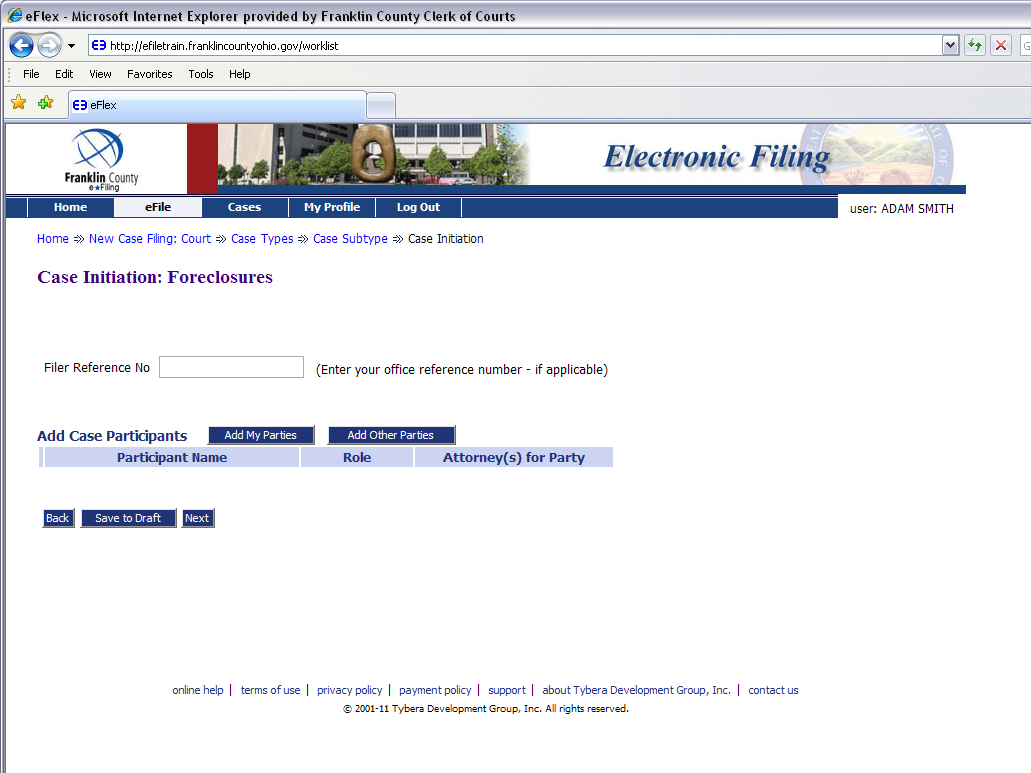 eFlex - Microsoft Internet Explorer provided by Franklin County Clerk of Courts
http://efiletrain.franklincountyohio.gov/worklist
G
File Edit View Favorites Tools Help
eFlex
Franklin County
e★Filing
Electronic Filing
Home eFile Cases My Profile Log Out
user: ADAM SMITH
Home ⇒ New Case Filing: Court ⇒ Case Types ⇒ Case Subtype ⇒ Case Initiation
Case Initiation: Foreclosures
Filer Reference No (Enter your office reference number - if applicable)
Add Case Participants Add My Parties Add Other Parties
Participant Name Role Attorney(s) for Party
Back Save to Draft Next
online help | terms of use | privacy policy | payment policy | support | about Tybera Development Group, Inc. | contact us
© 2001-11 Tybera Development Group, Inc. All rights reserved.